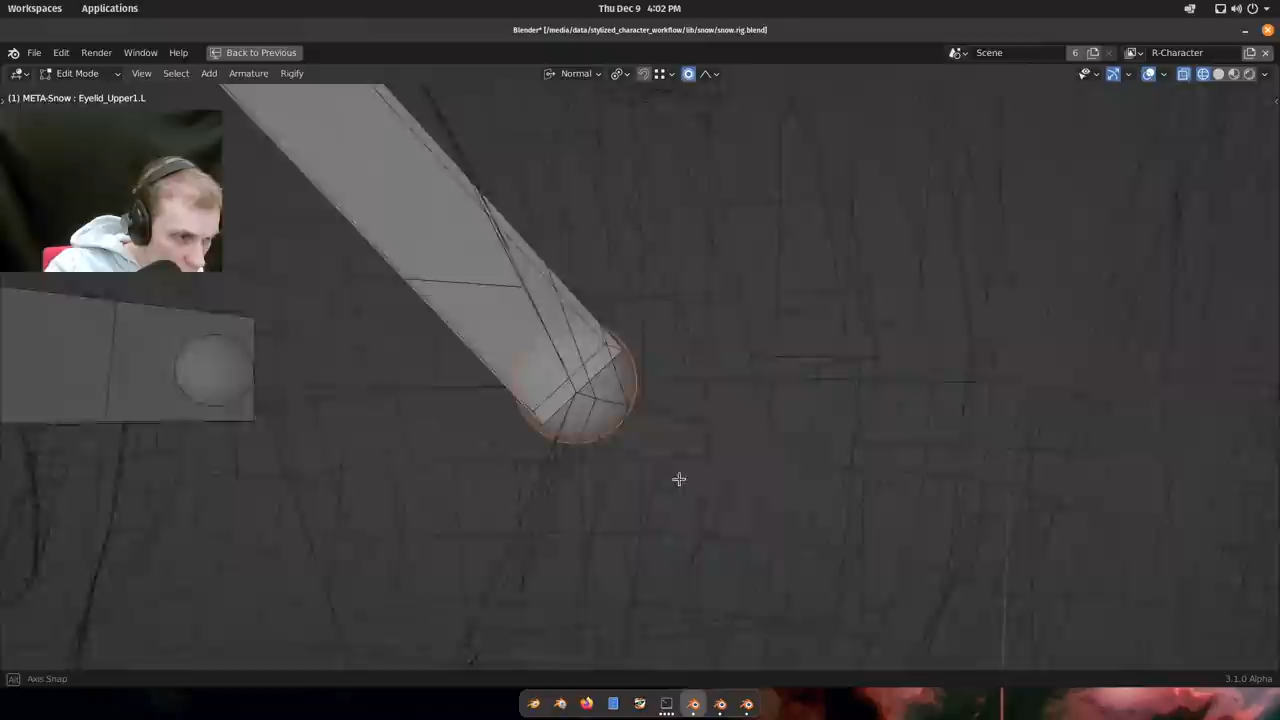 Workspaces Applications Thu Dec 9 4:02 PM
Blender* [/media/data/stylized_character_workflow/lib/snow/snow.rig.blend]
File Edit Render Window Help Back to Previous Scene 6 R-Character
Edit Mode View Select Add Armature Rigify Normal
(1) META-Snow : Eyelid_Upper1.L
Alt Axis Snap 3.1.0 Alpha